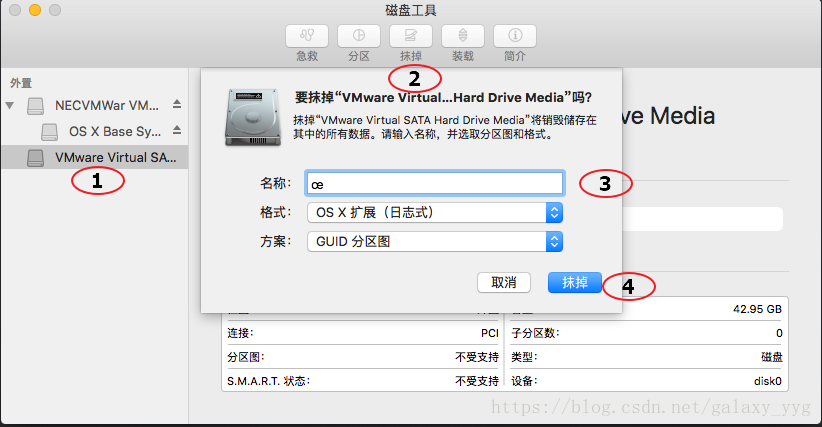 磁盘工具
急救
分区
抹掉
装载
简介
外置
NECVMWar VM...
OS X Base Sy...
VMware Virtual SA...
1
2
要抹掉“VMware Virtual...Hard Drive Media”吗?
抹掉“VMware Virtual SATA Hard Drive Media”将销毁储存在
其中的所有数据。请输入名称，并选取分区图和格式。
ve Media
名称: œ
3
格式: OS X 扩展（日志式）
方案: GUID 分区图
取消
抹掉
4
42.95 GB
连接: PCI
子分区数: 0
分区图: 不受支持
类型: 磁盘
S.M.A.R.T. 状态: 不受支持
设备: disk0
https://blog.csdn.net/galaxy_yyg